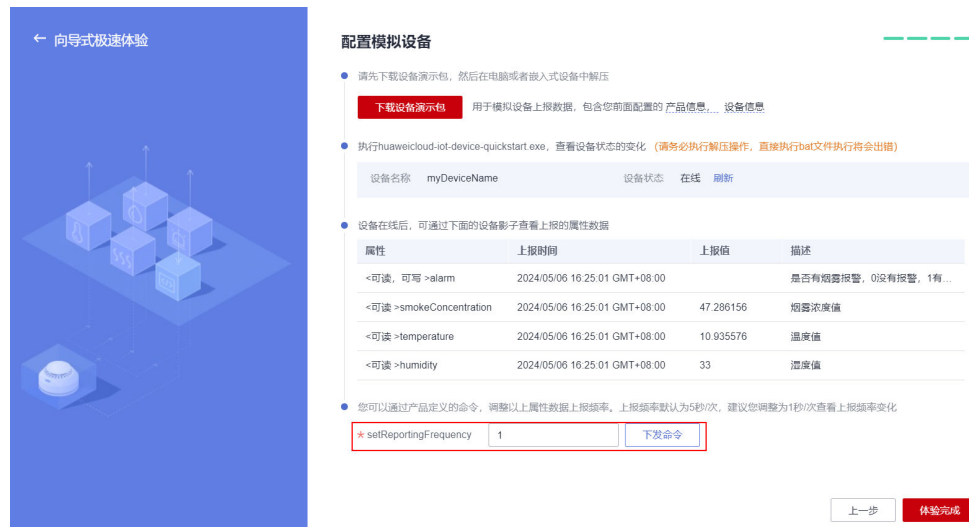 ← 向导式极速体验
配置模拟设备
请先下载设备演示包，然后在电脑或者嵌入式设备中解压
下载设备演示包 用于模拟设备上报数据，包含您前面配置的 产品信息， 设备信息
执行huaweicloud-iot-device-quickstart.exe，查看设备状态的变化 (请务必执行解压操作，直接执行bat文件执行将会出错)
设备名称 myDeviceName 设备状态 在线 刷新
设备在线后，可通过下面的设备影子查看上报的属性数据
属性 上报时间 上报值 描述
<可读，可写 >alarm 2024/05/06 16:25:01 GMT+08:00 是否有烟雾报警，0没有报警，1有...
<可读 >smokeConcentration 2024/05/06 16:25:01 GMT+08:00 47.286156 烟雾浓度值
<可读 >temperature 2024/05/06 16:25:01 GMT+08:00 10.935576 温度值
<可读 >humidity 2024/05/06 16:25:01 GMT+08:00 33 湿度值
您可以通过产品定义的命令，调整以上属性数据上报频率。上报频率默认为5秒/次，建议您调整为1秒/次查看上报频率变化
* setReportingFrequency 1 下发命令
上一步 体验完成